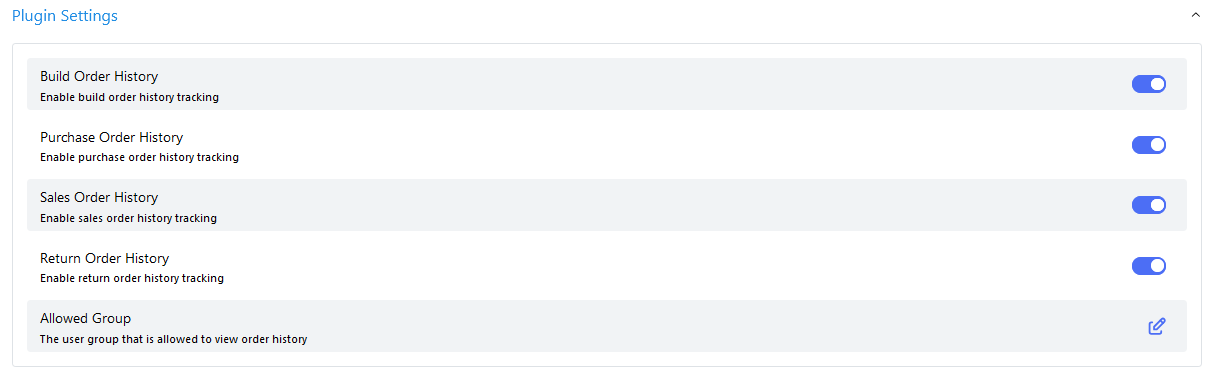 Plugin Settings
Build Order History
Enable build order history tracking
Purchase Order History
Enable purchase order history tracking
Sales Order History
Enable sales order history tracking
Return Order History
Enable return order history tracking
Allowed Group
The user group that is allowed to view order history